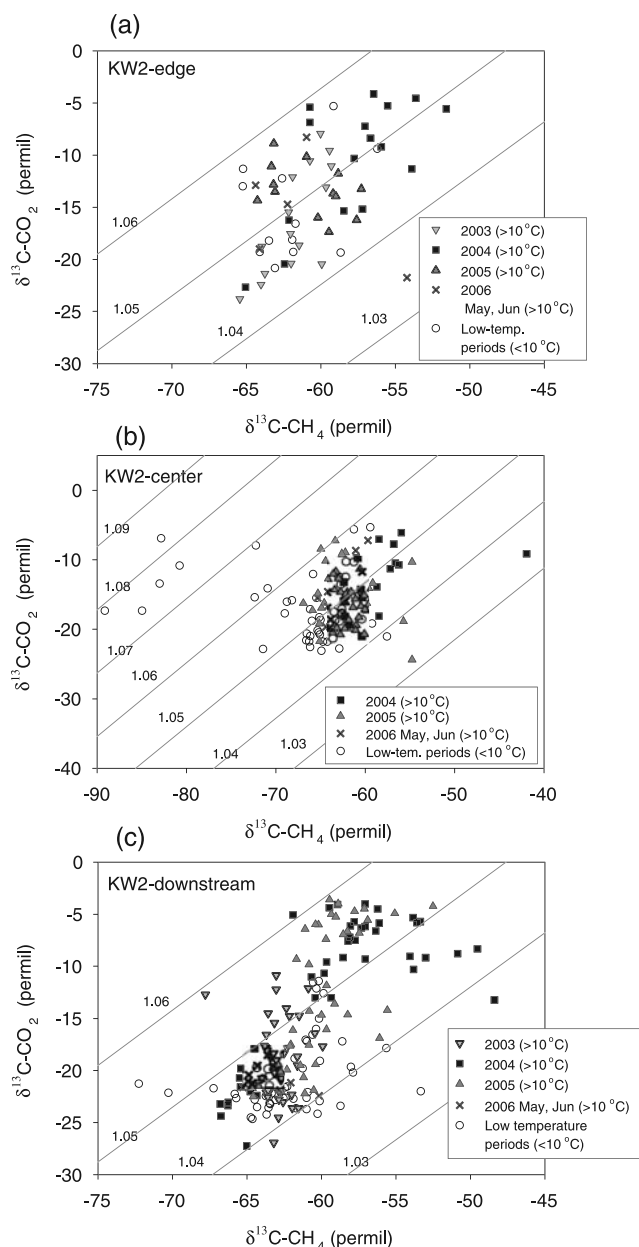 (a)
KW2-edge
0
-5
-10
-15
-20
-25
-30
δ13C-CO2 (permil)
1.06
1.05
1.04
1.03
2003 (>10 °C)
2004 (>10 °C)
2005 (>10 °C)
2006
May, Jun (>10 °C)
Low-temp.
periods (<10 °C)
-75 -70 -65 -60 -55 -50 -45
δ13C-CH4 (permil)
(b)
KW2-center
0
-10
-20
-30
-40
δ13C-CO2 (permil)
1.09
1.08
1.07
1.06
1.05
1.04
1.03
2004 (>10 °C)
2005 (>10 °C)
2006 May, Jun (>10 °C)
Low-tem. periods (<10 °C)
-90 -80 -70 -60 -50 -40
δ13C-CH4 (permil)
(c)
KW2-downstream
0
-5
-10
-15
-20
-25
-30
δ13C-CO2 (permil)
1.06
1.05
1.04
1.03
2003 (>10 °C)
2004 (>10 °C)
2005 (>10 °C)
2006 May, Jun (>10 °C)
Low temperature
periods (<10 °C)
-75 -70 -65 -60 -55 -50 -45
δ13C-CH4 (permil)